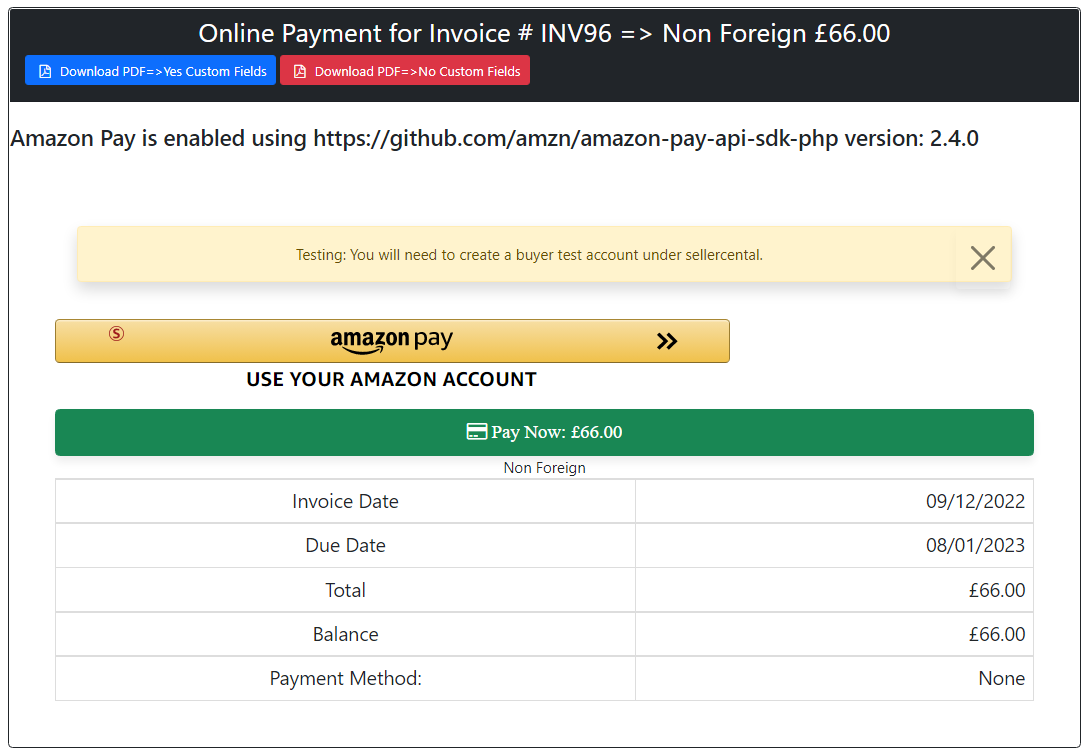 Online Payment for Invoice # INV96 => Non Foreign £66.00
Download PDF=>Yes Custom Fields Download PDF=>No Custom Fields
Amazon Pay is enabled using https://github.com/amzn/amazon-pay-api-sdk-php version: 2.4.0
Testing: You will need to create a buyer test account under sellercental.
S amazon pay
USE YOUR AMAZON ACCOUNT
Pay Now: £66.00
Non Foreign
Invoice Date 09/12/2022
Due Date 08/01/2023
Total £66.00
Balance £66.00
Payment Method: None